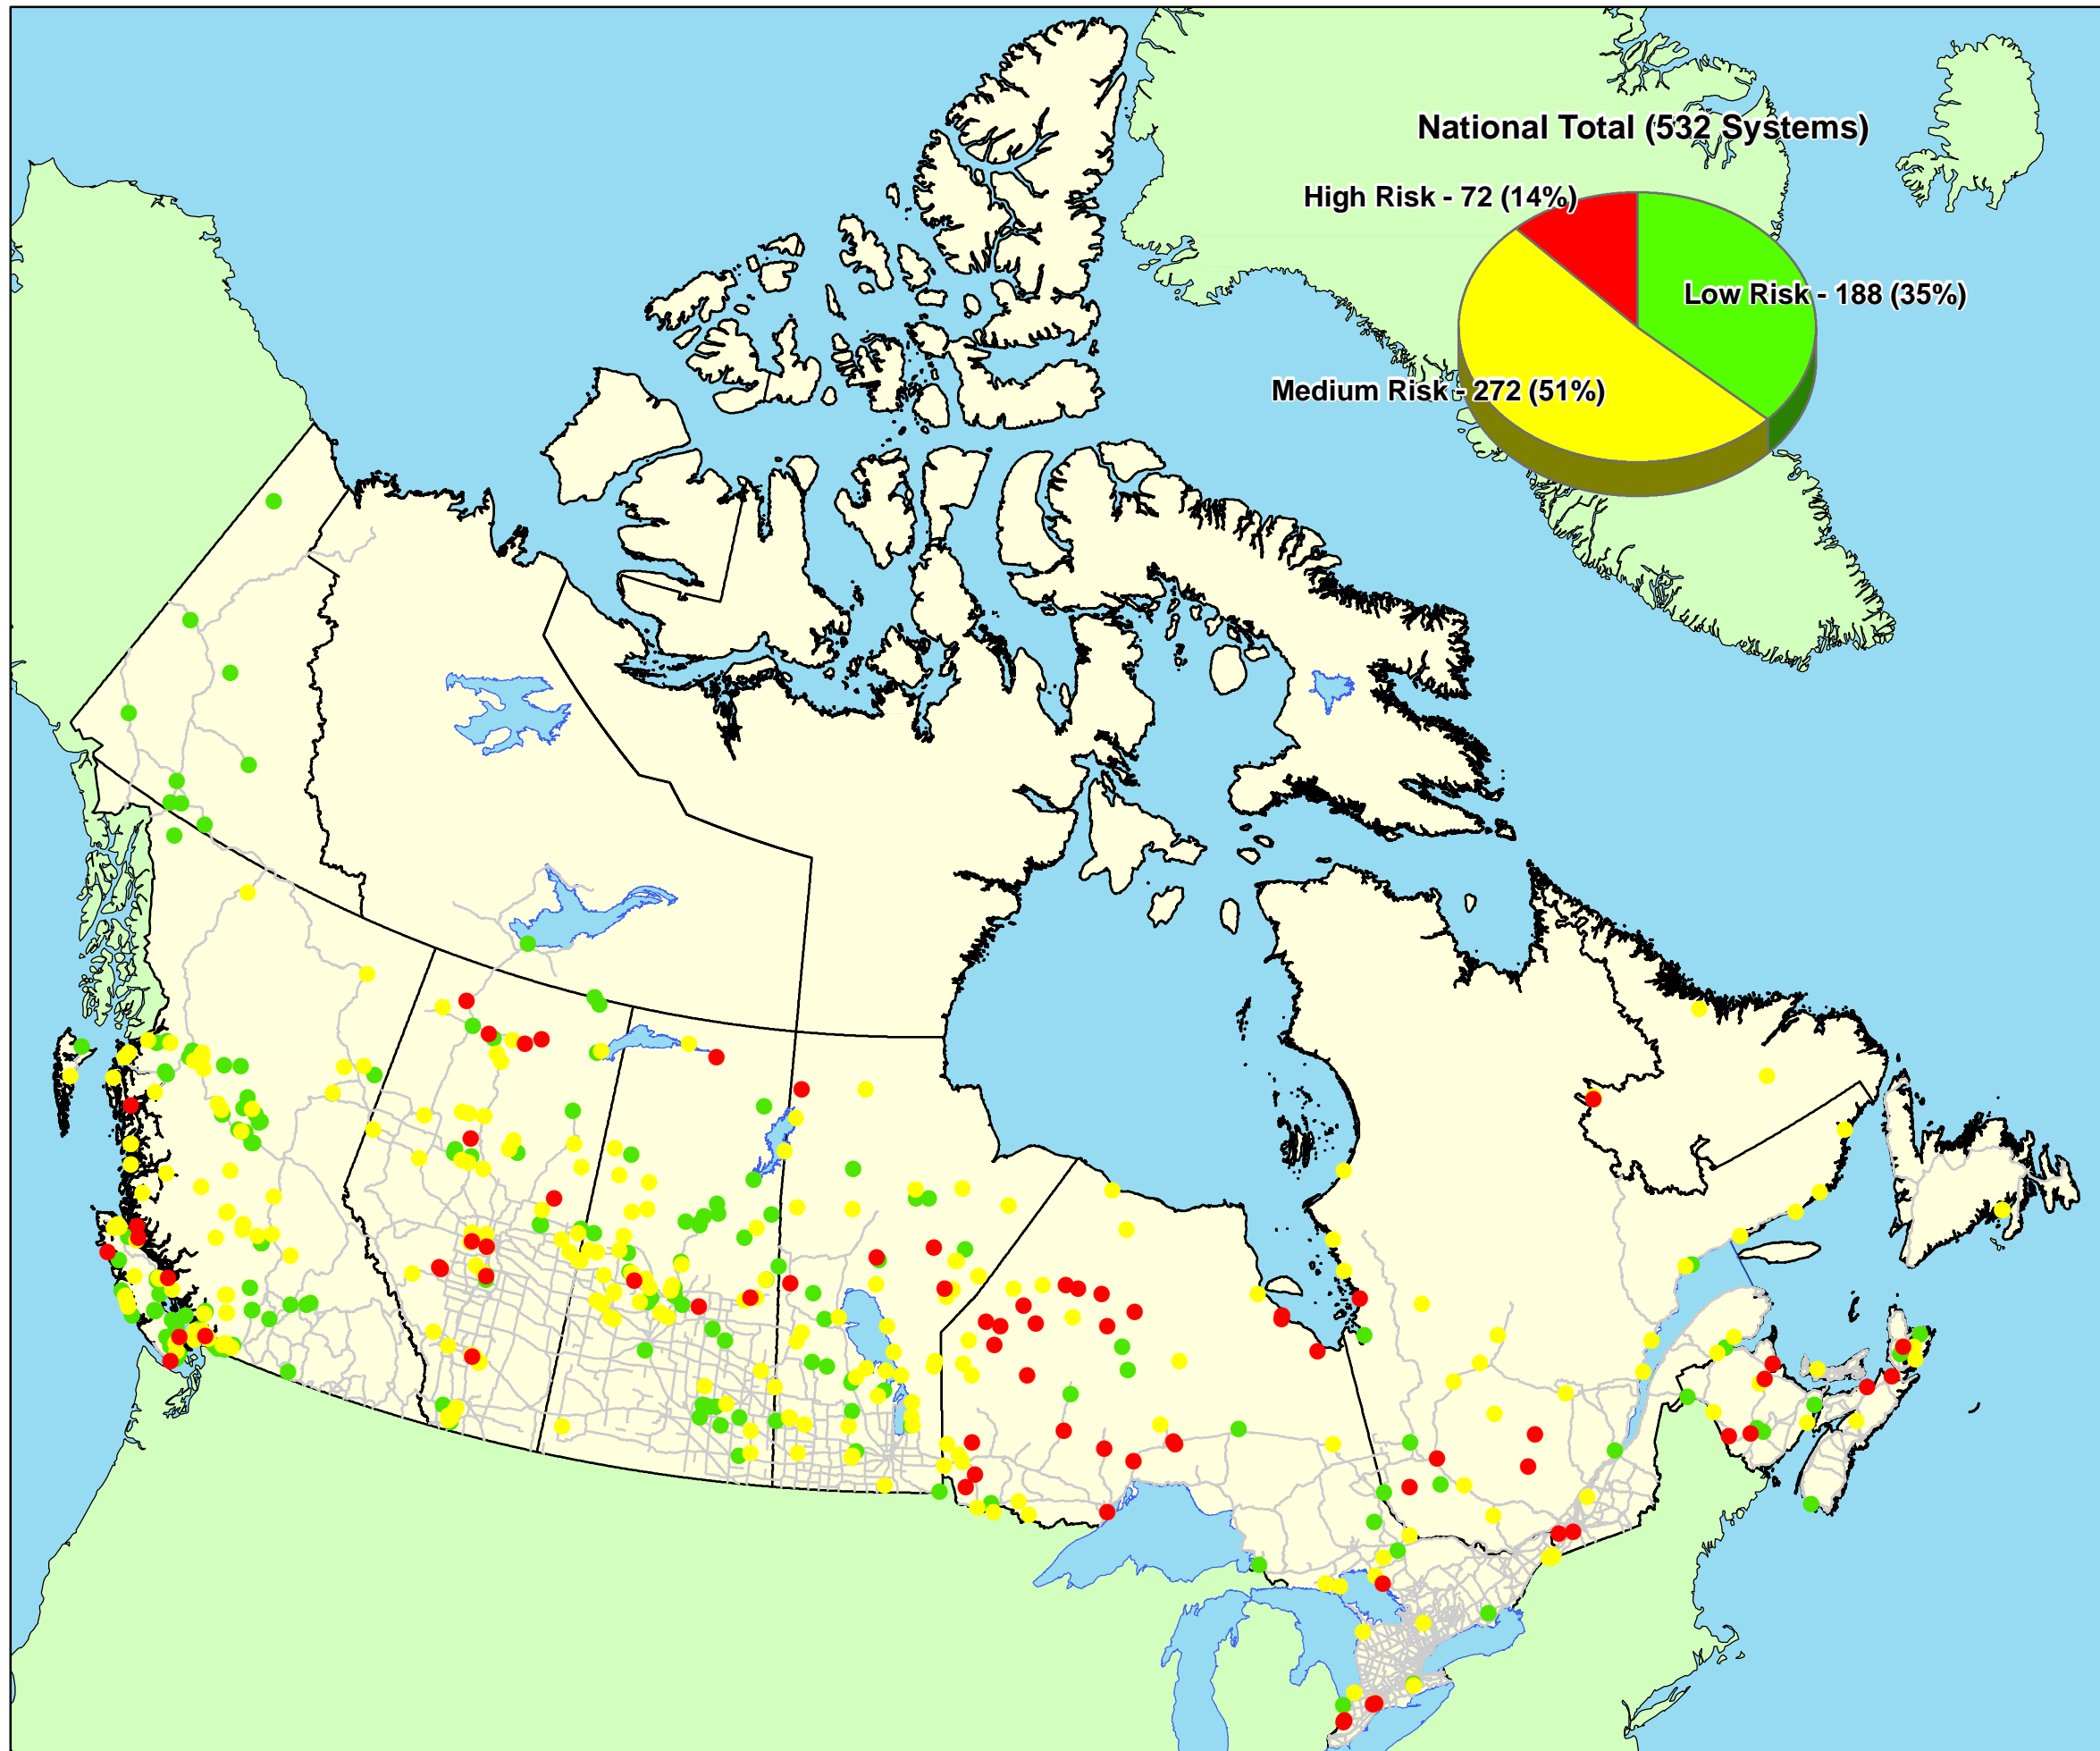 National Total (532 Systems)
High Risk - 72 (14%)
Low Risk - 188 (35%)
Medium Risk - 272 (51%)